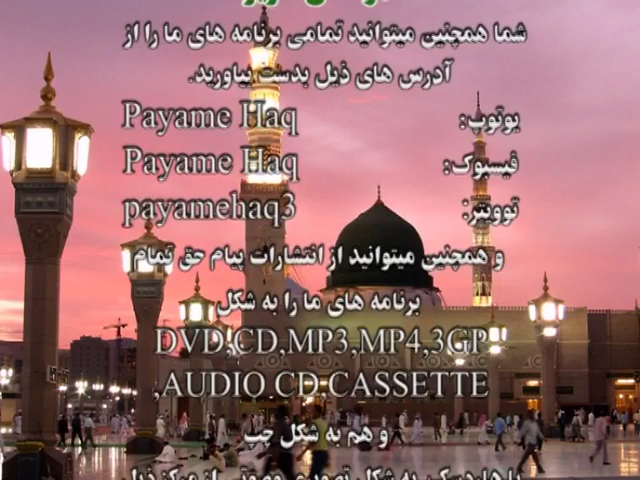 شما همچنین میتوانید تمامی برنامه های ما را از
آدرس های ذیل بدست بیاورید.
یوتوپ: Payame Haq
فیسبوک: Payame Haq
توویتر: payamehaq3
و همچنین میتوانید از انتشارات پیام حق تمام
برنامه های ما را به شکل
DVD,CD,MP3,MP4,3GP
,AUDIO CD,CASSETTE
و هم به شکل چپ